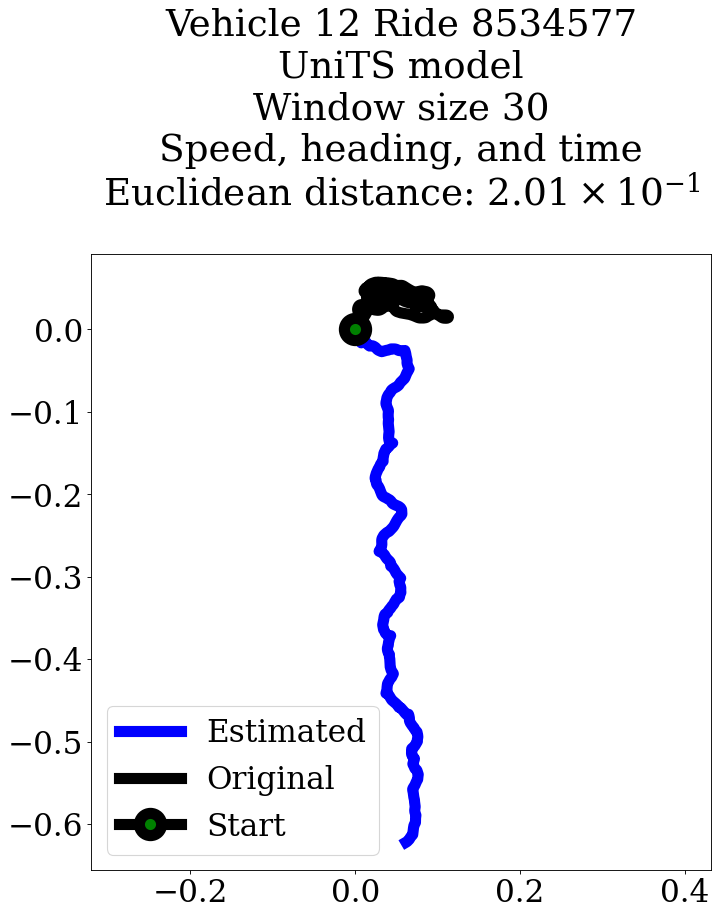 Vehicle 12 Ride 8534577
UniTS model
Window size 30
Speed, heading, and time
Euclidean distance: 2.01 × 10⁻¹
0.0
−0.1
−0.2
−0.3
−0.4
−0.5
−0.6
Estimated
Original
Start
−0.2 0.0 0.2 0.4